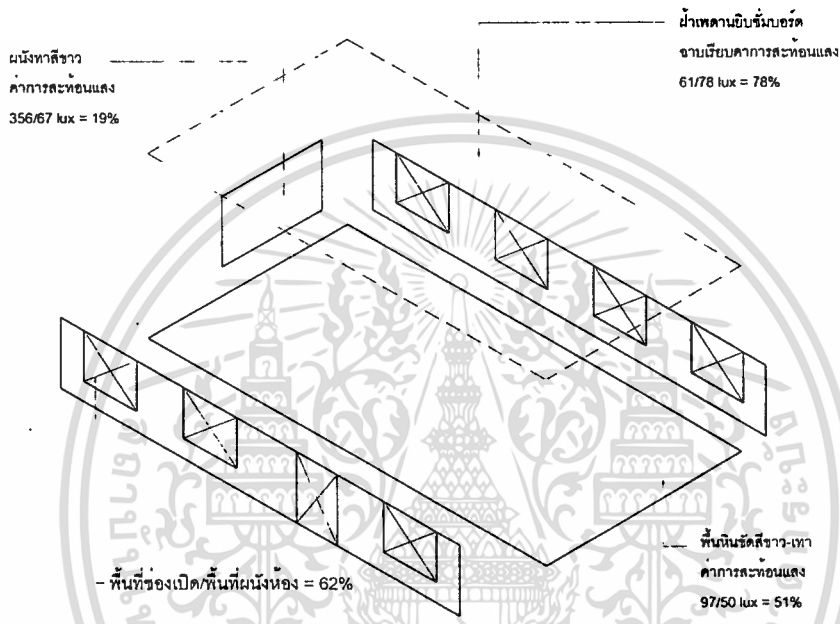 ฝ้าเพดานยิบซั่มบอร์ด
ฉาบเรียบคาการสะท้อนแสง
61/78 lux = 78%
ผนังทาสีขาว
ค่าการสะท้อนแสง
356/67 lux = 19%
พื้นหินขัดสีขาว-เทา
ค่าการสะท้อนแสง
97/50 lux = 51%
- พื้นที่ช่องเปิด/พื้นที่ผนังห้อง = 62%